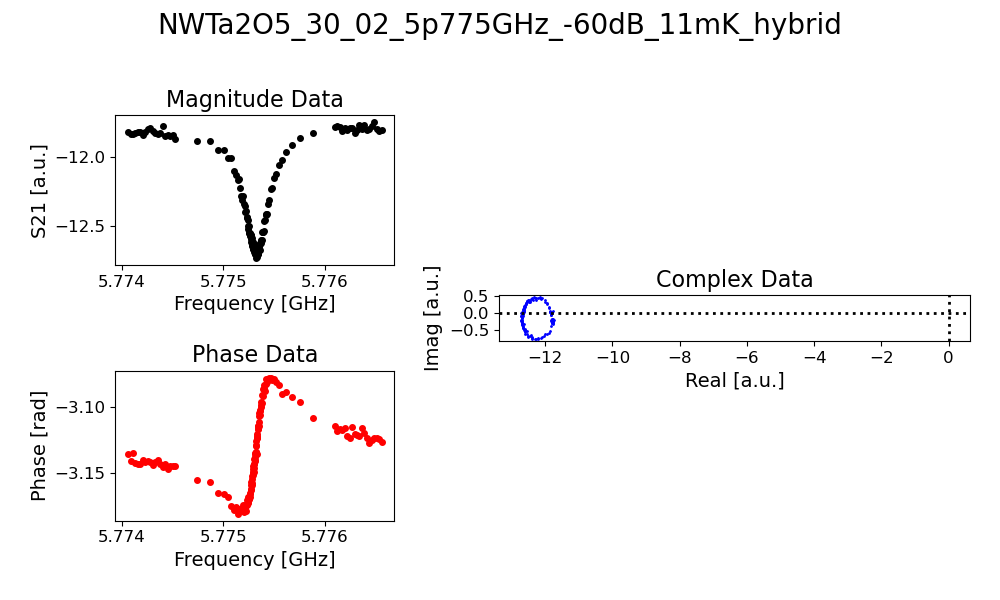 NWTa2O5_30_02_5p775GHz_-60dB_11mK_hybrid
Magnitude Data
S21 [a.u.]
−12.0
−12.5
5.774 5.775 5.776
Frequency [GHz]
Phase Data
Phase [rad]
−3.10
−3.15
5.774 5.775 5.776
Frequency [GHz]
Complex Data
Imag [a.u.]
0.5
0.0
−0.5
−12 −10 −8 −6 −4 −2 0
Real [a.u.]